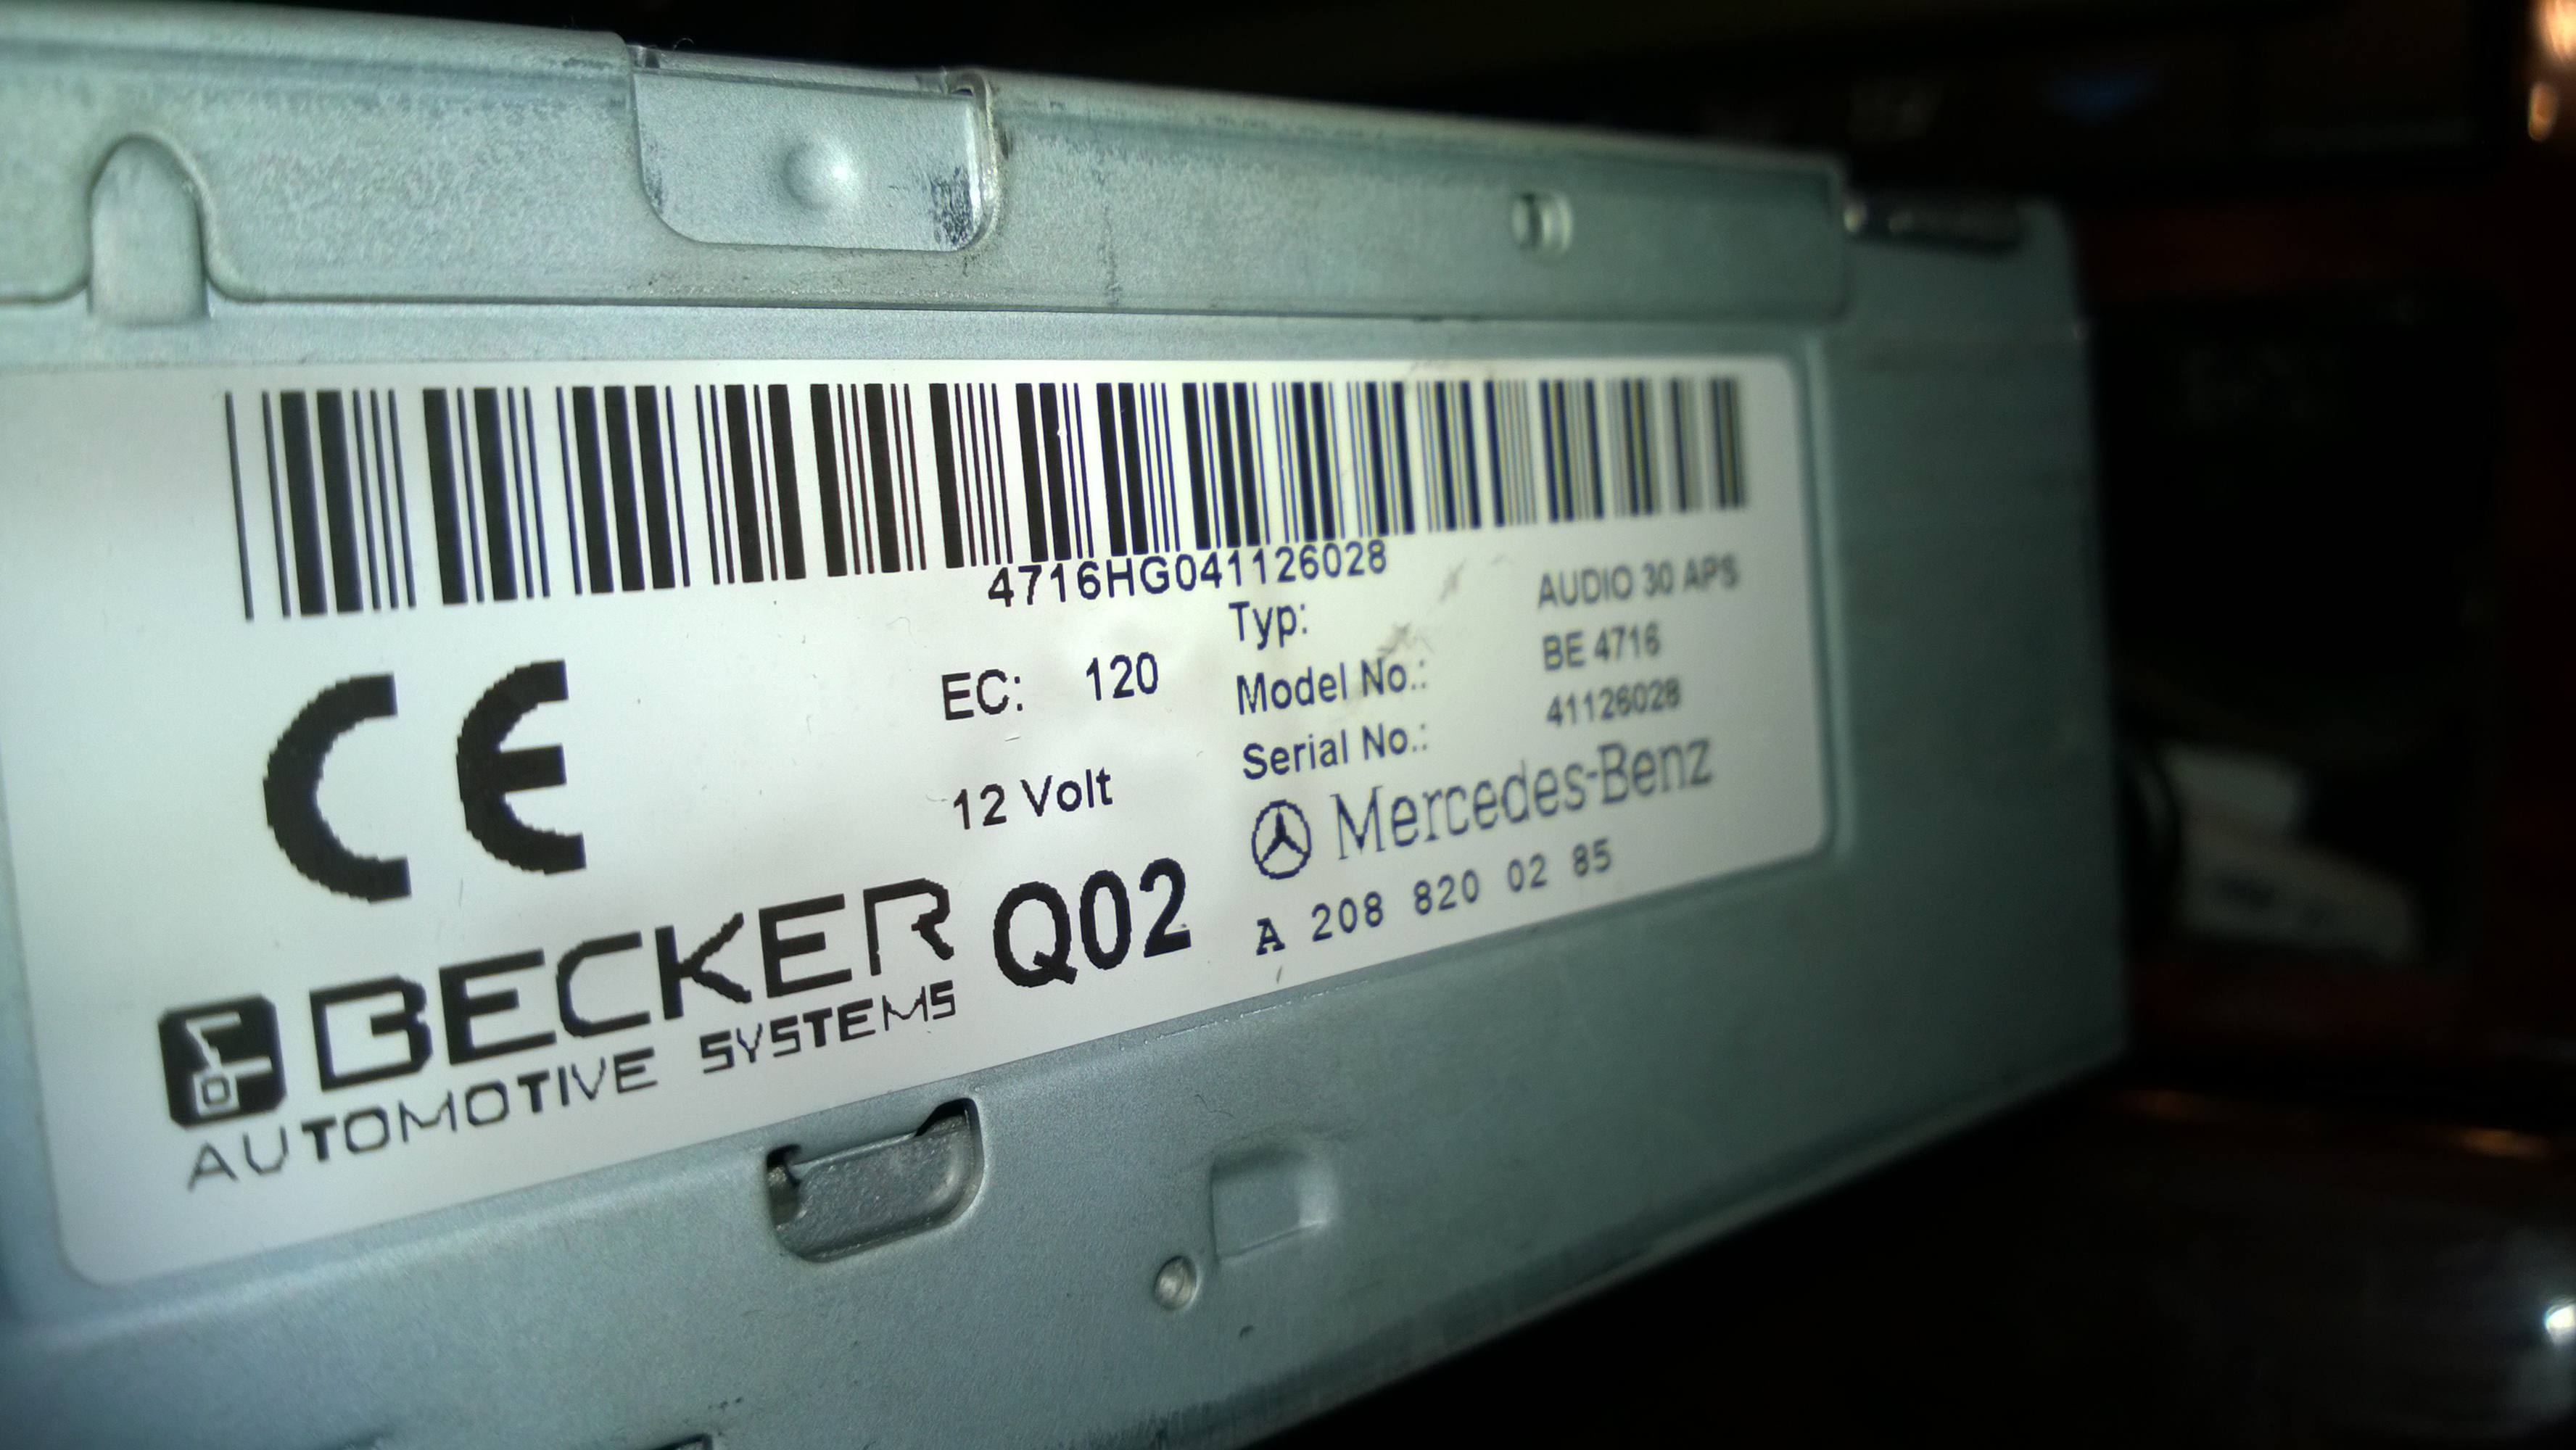 4716HG041126028
CE
EC: 120
12 Volt
Typ: AUDIO 30 APS
Model No.: BE 4716
Serial No.: 41126028
Mercedes-Benz
A 208 820 02 85
BECKER Q02
AUTOMOTIVE SYSTEMS